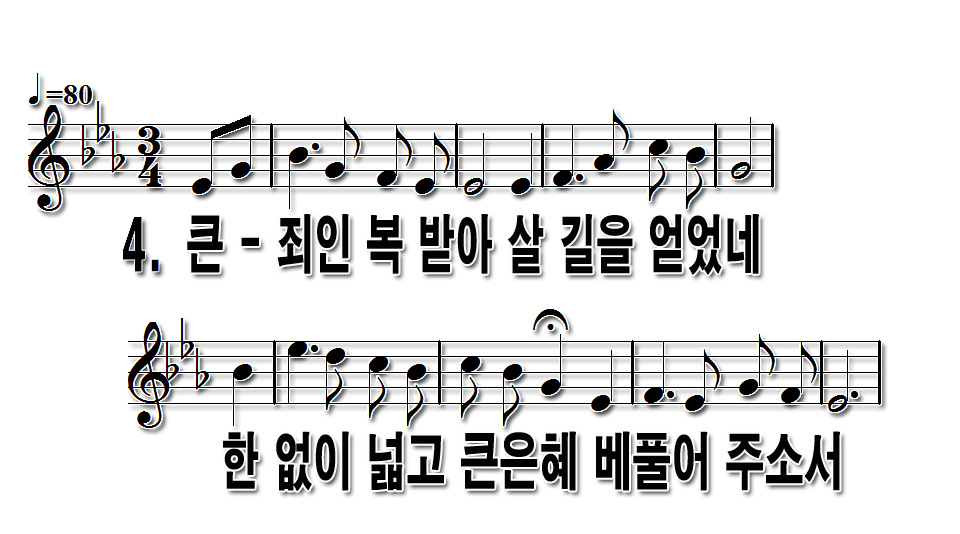 ♩=80
3/4
4. 큰 - 죄인 복 받아 살 길을 얻었네
한 없이 넓고 큰은혜 베풀어 주소서